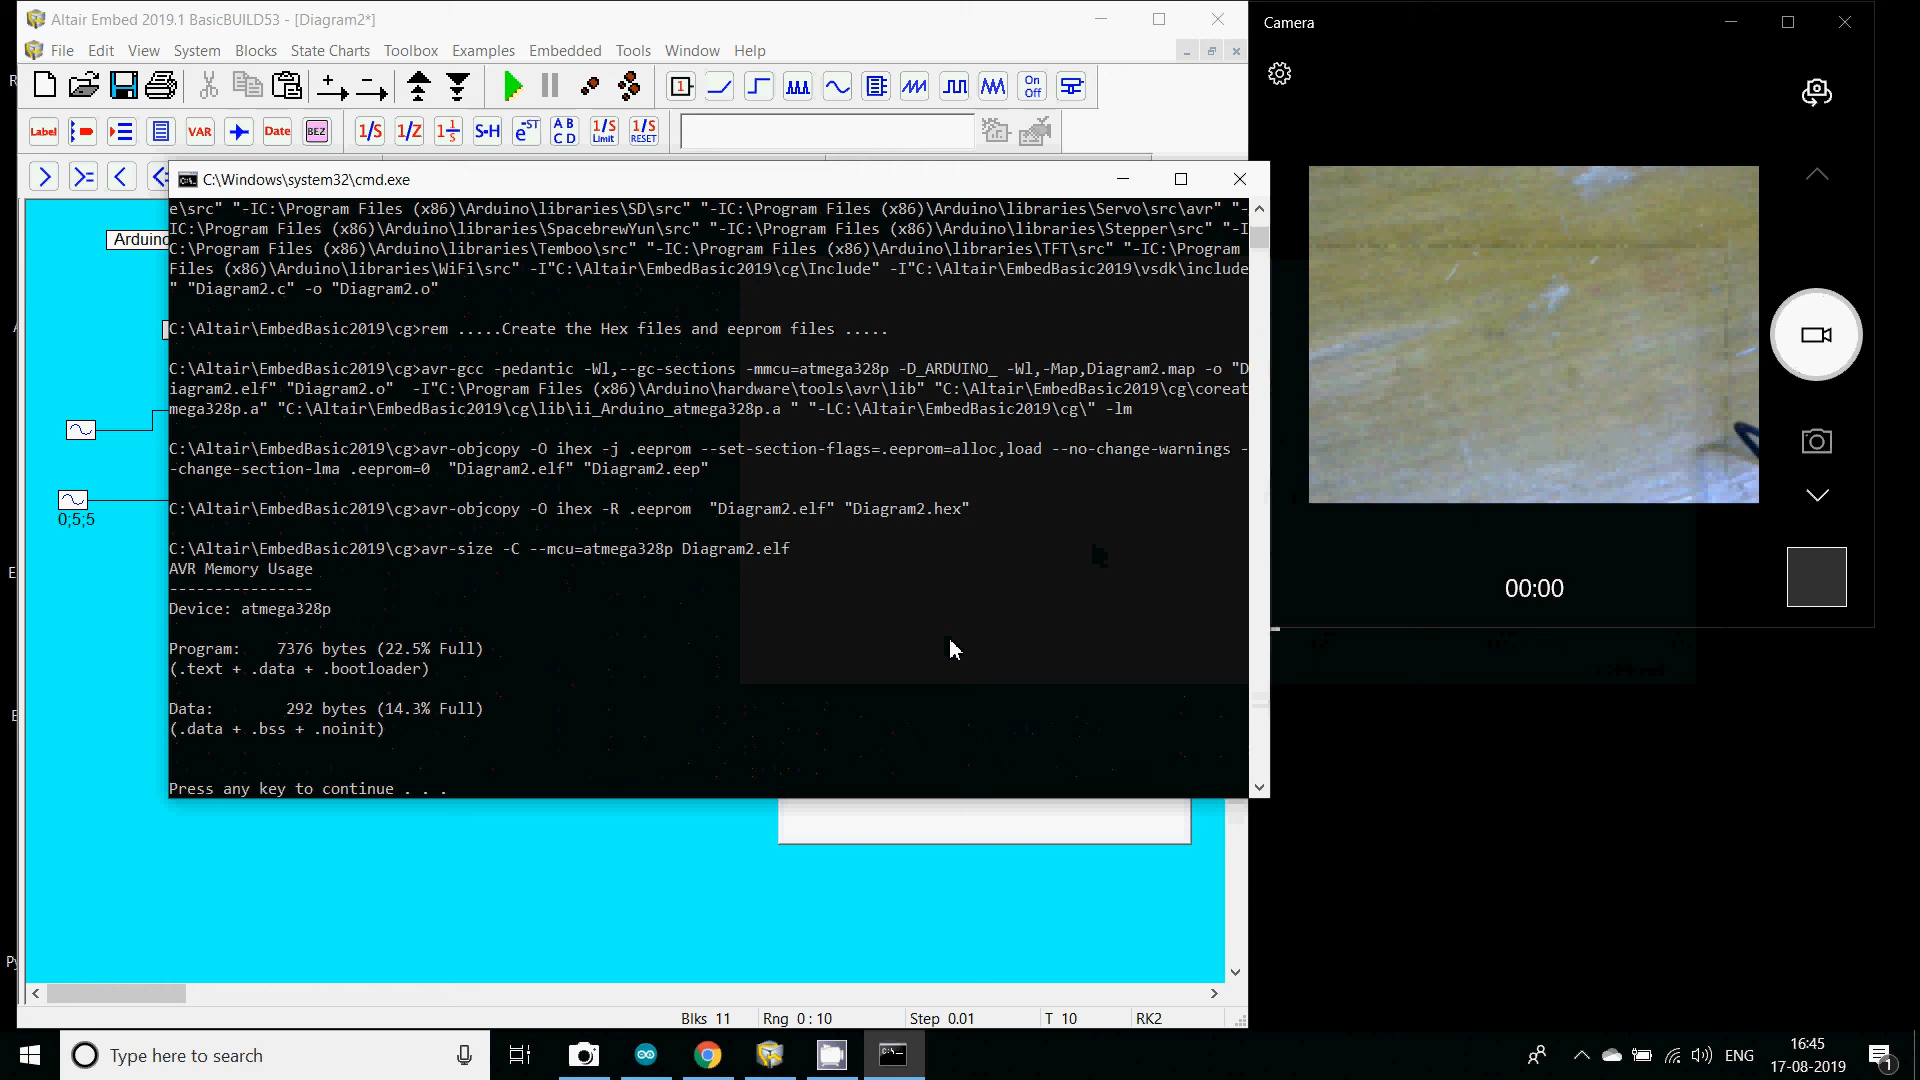 Altair Embed 2019.1 BasicBUILD53 - [Diagram2*]
File Edit View System Blocks State Charts Toolbox Examples Embedded Tools Window Help
1
On
Off
Label VAR Date BEZ 1/S 1/Z 1 1/S S-H e-ST A B C D 1/S Limit 1/S RESET
C:\Windows\system32\cmd.exe
Arduino
0;5;5
e\src" "-IC:\Program Files (x86)\Arduino\libraries\SD\src" "-IC:\Program Files (x86)\Arduino\libraries\Servo\src\avr" "-
IC:\Program Files (x86)\Arduino\libraries\SpacebrewYun\src" "-IC:\Program Files (x86)\Arduino\libraries\Stepper\src" "-I
C:\Program Files (x86)\Arduino\libraries\Temboo\src" "-IC:\Program Files (x86)\Arduino\libraries\TFT\src" "-IC:\Program
Files (x86)\Arduino\libraries\WiFi\src" -I"C:\Altair\EmbedBasic2019\cg\Include" -I"C:\Altair\EmbedBasic2019\vsdk\include
" "Diagram2.c" -o "Diagram2.o"
C:\Altair\EmbedBasic2019\cg>rem .....Create the Hex files and eeprom files .....
C:\Altair\EmbedBasic2019\cg>avr-gcc -pedantic -Wl,--gc-sections -mmcu=atmega328p -D_ARDUINO_ -Wl,-Map,Diagram2.map -o "D
iagram2.elf" "Diagram2.o"  -I"C:\Program Files (x86)\Arduino\hardware\tools\avr\lib" "C:\Altair\EmbedBasic2019\cg\coreat
mega328p.a" "C:\Altair\EmbedBasic2019\cg\lib\ii_Arduino_atmega328p.a " "-LC:\Altair\EmbedBasic2019\cg\" -lm
C:\Altair\EmbedBasic2019\cg>avr-objcopy -O ihex -j .eeprom --set-section-flags=.eeprom=alloc,load --no-change-warnings -
-change-section-lma .eeprom=0  "Diagram2.elf" "Diagram2.eep"
C:\Altair\EmbedBasic2019\cg>avr-objcopy -O ihex -R .eeprom  "Diagram2.elf" "Diagram2.hex"
C:\Altair\EmbedBasic2019\cg>avr-size -C --mcu=atmega328p Diagram2.elf
AVR Memory Usage
----------------
Device: atmega328p
Program:    7376 bytes (22.5% Full)
(.text + .data + .bootloader)
Data:        292 bytes (14.3% Full)
(.data + .bss + .noinit)
Press any key to continue . . .
Blks 11 Rng 0:10 Step 0.01 T 10 RK2
Camera
00:00
Type here to search
ENG
16:45
17-08-2019
1